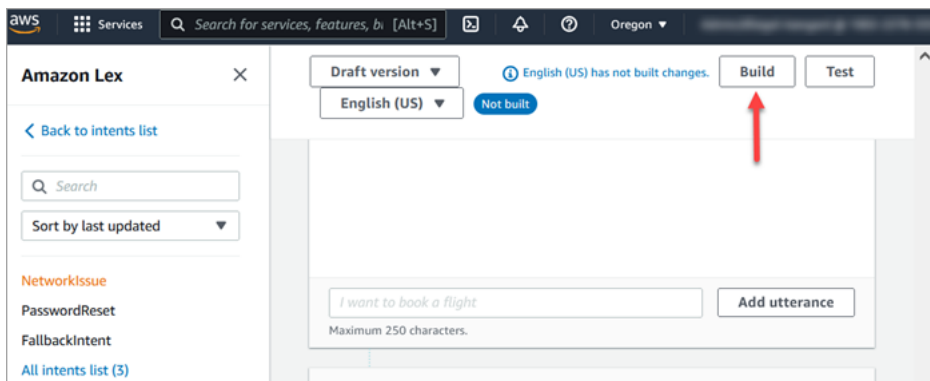 aws
Services
Search for services, features, bl [Alt+S]
Oregon ▼
Amazon Lex
Back to intents list
Search
Sort by last updated
NetworkIssue
PasswordReset
FallbackIntent
All intents list (3)
Draft version ▼
English (US) has not built changes.
Build
Test
English (US) ▼
Not built
I want to book a flight
Add utterance
Maximum 250 characters.